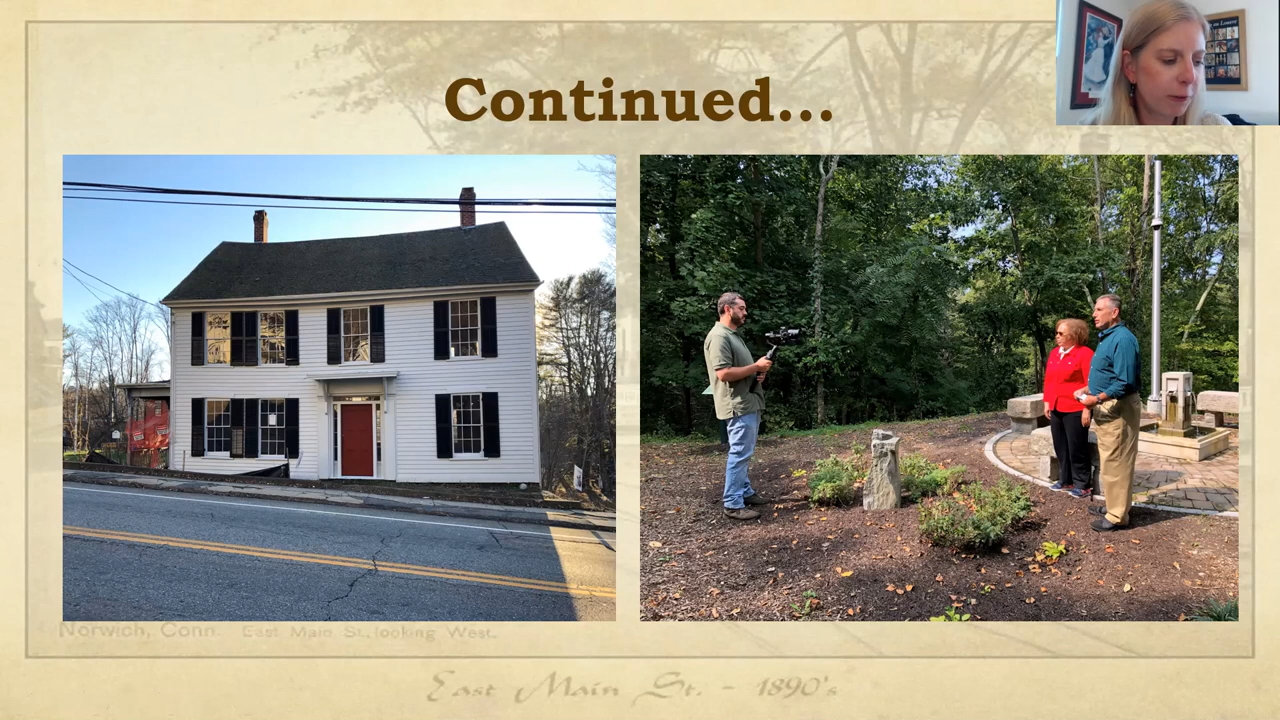 Continued...
Norwich, Conn. East Main St., looking West.
East Main St. - 1890's